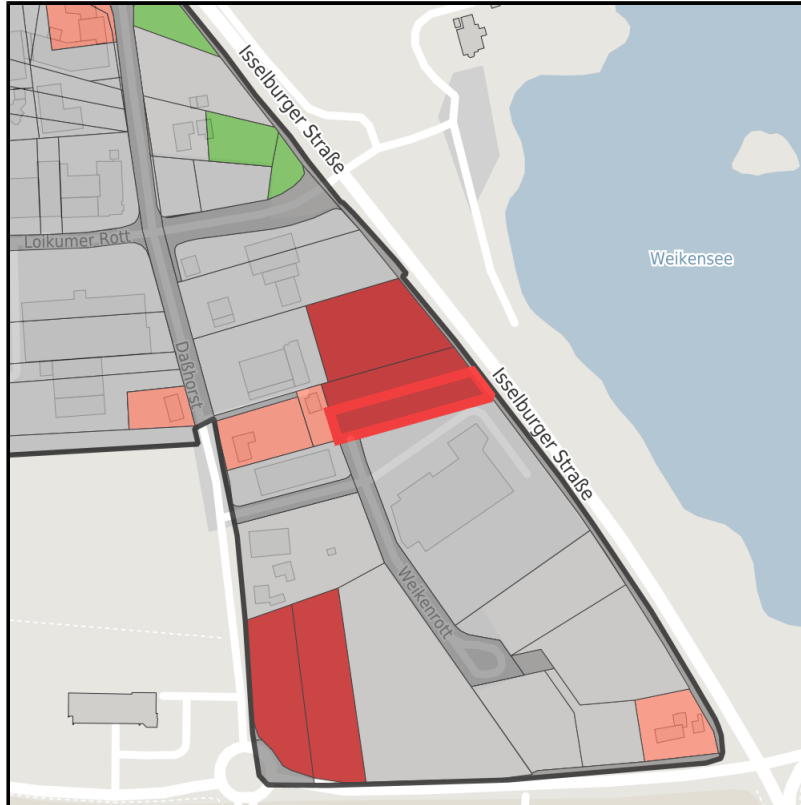 Isselburger Straße
Loikumer Rott
Weikensee
Daßhorst
Isselburger Straße
Weikenrott